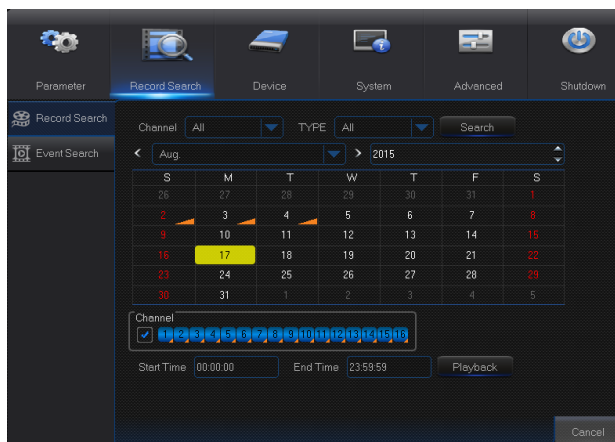 Parameter Record Search Device System Advanced Shutdown
Record Search
Event Search
Channel All TYPE All Search
< Aug. > 2015
S M T W T F S
26 27 28 29 30 31 1
2 3 4 5 6 7 8
9 10 11 12 13 14 15
16 17 18 19 20 21 22
23 24 25 26 27 28 29
30 31 1 2 3 4 5
Channel
1 2 3 4 5 6 7 8 9 10 11 12 13 14 15 16
Start Time 00:00:00 End Time 23:59:59 Playback
Cancel